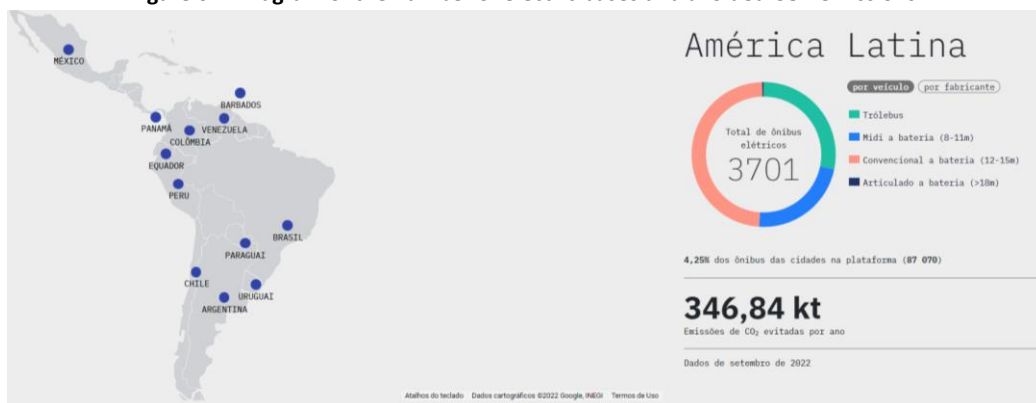 América Latina
por veículo
por fabricante
Total de ônibus
elétricos
3701
Trólebus
Midi a bateria (8-11m)
Convencional a bateria (12-15m)
Articulado a bateria (>18m)
4,25% dos ônibus das cidades na plataforma (87 070)
346,84 kt
Emissões de CO₂ evitadas por ano
Dados de setembro de 2022
MÉXICO
BARBADOS
PANAMÁ
VENEZUELA
COLÔMBIA
EQUADOR
PERU
BRASIL
PARAGUAI
CHILE
URUGUAI
ARGENTINA
Atalhos do teclado Dados cartográficos ©2022 Google, INEGI Termos de Uso